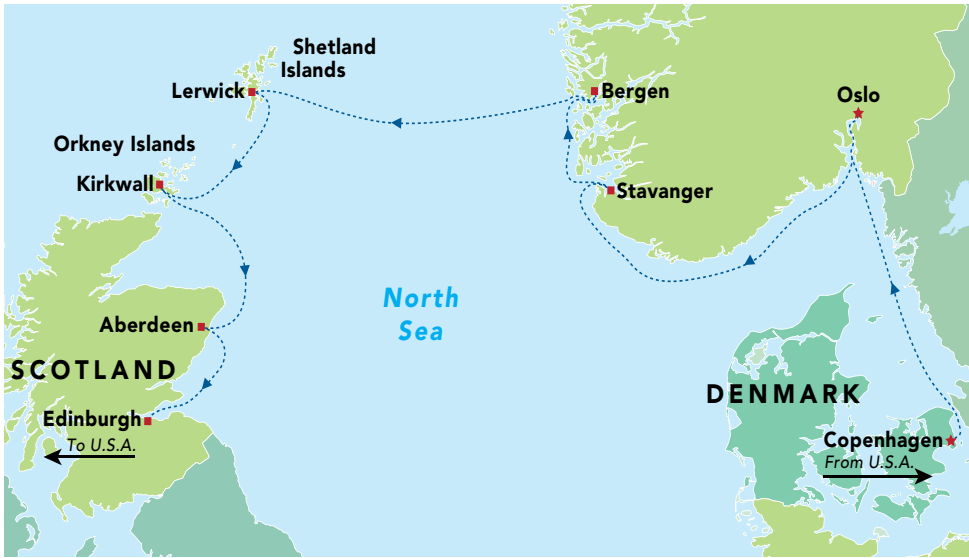 Shetland
Islands
Lerwick
Bergen
Oslo
Orkney Islands
Kirkwall
Stavanger
North
Sea
Aberdeen
SCOTLAND
DENMARK
Edinburgh
To U.S.A.
Copenhagen
From U.S.A.